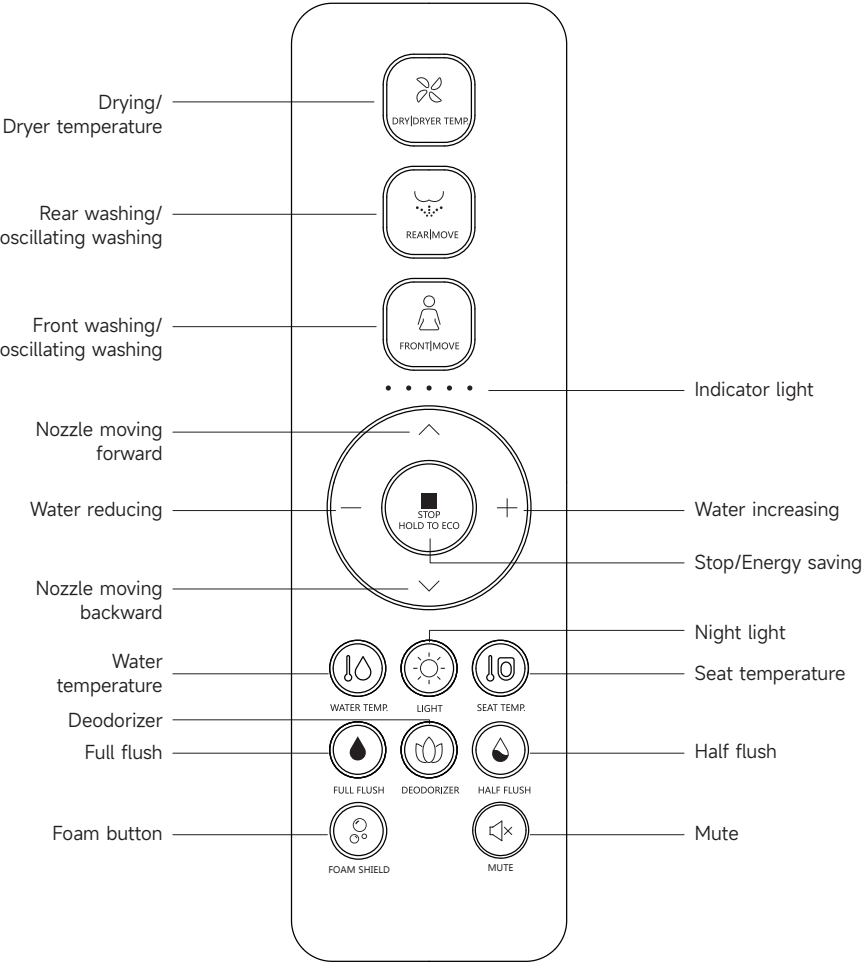 Drying/
Dryer temperature
DRY|DRYER TEMP.
Rear washing/
oscillating washing
REAR|MOVE
Front washing/
oscillating washing
FRONT|MOVE
Indicator light
Nozzle moving
forward
Water reducing
STOP
HOLD TO ECO
Water increasing
Stop/Energy saving
Nozzle moving
backward
Night light
Water
temperature
Seat temperature
WATER TEMP.
LIGHT
SEAT TEMP.
Deodorizer
Full flush
Half flush
FULL FLUSH
DEODORIZER
HALF FLUSH
Foam button
Mute
FOAM SHIELD
MUTE